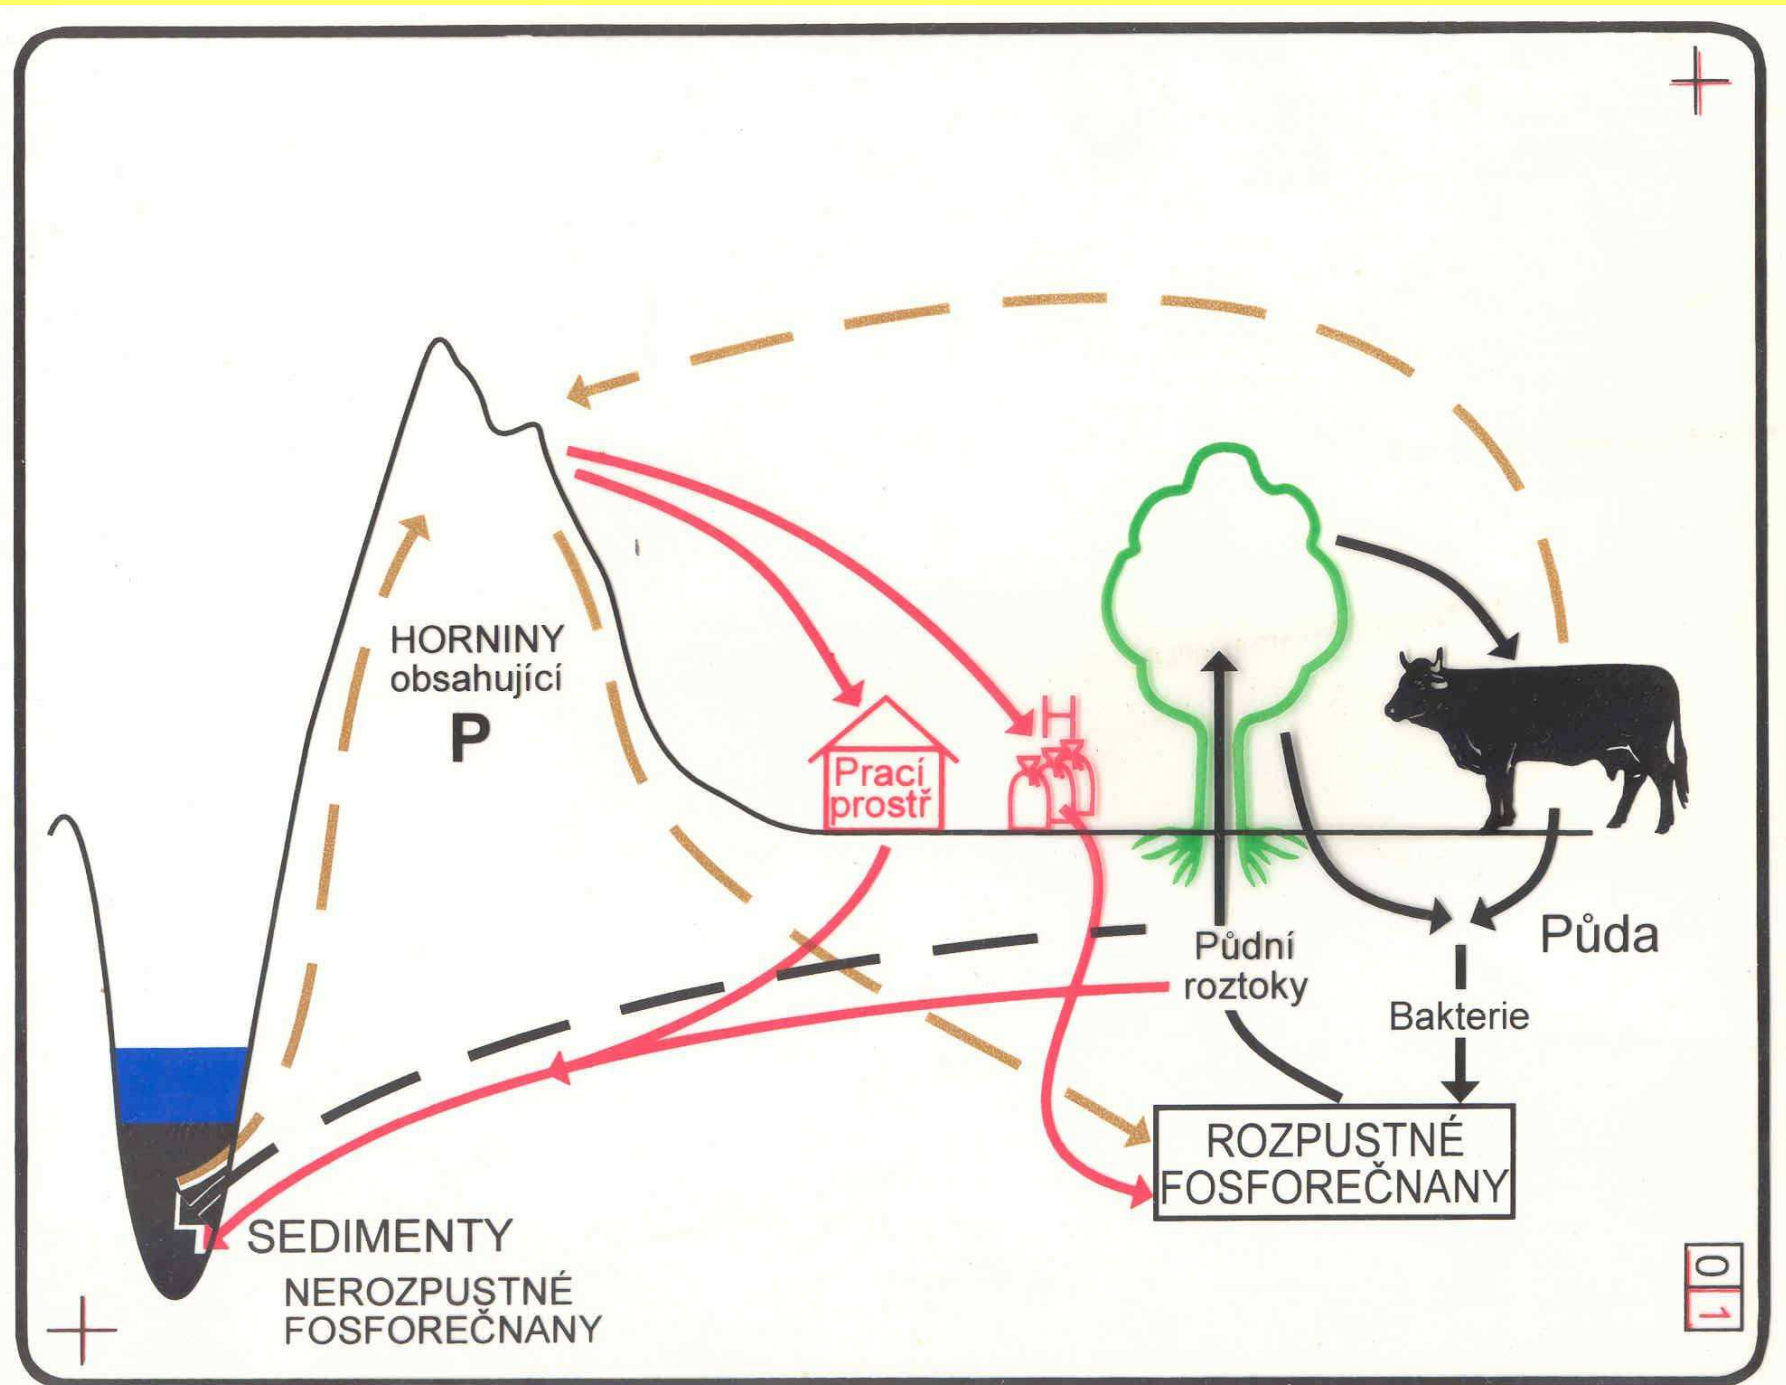 HORNINY
obsahující
P
Prací
prostř
H
Půdní
roztoky
Půda
Bakterie
ROZPUSTNÉ
FOSFOREČNANY
SEDIMENTY
NEROZPUSTNÉ
FOSFOREČNANY
0
1